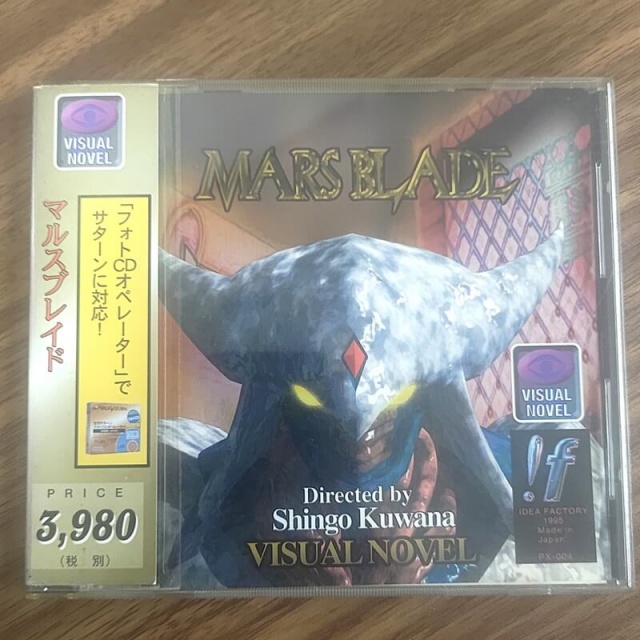 VISUAL
NOVEL
マルスブレイド
「フォトCDオペレーター」で
サターンに対応！
PRICE
3,980
(税 別)
MARS BLADE
VISUAL
NOVEL
!f
IDEA FACTORY
1995
Made in
Japan.
PX-004
Directed by
Shingo Kuwana
VISUAL NOVEL